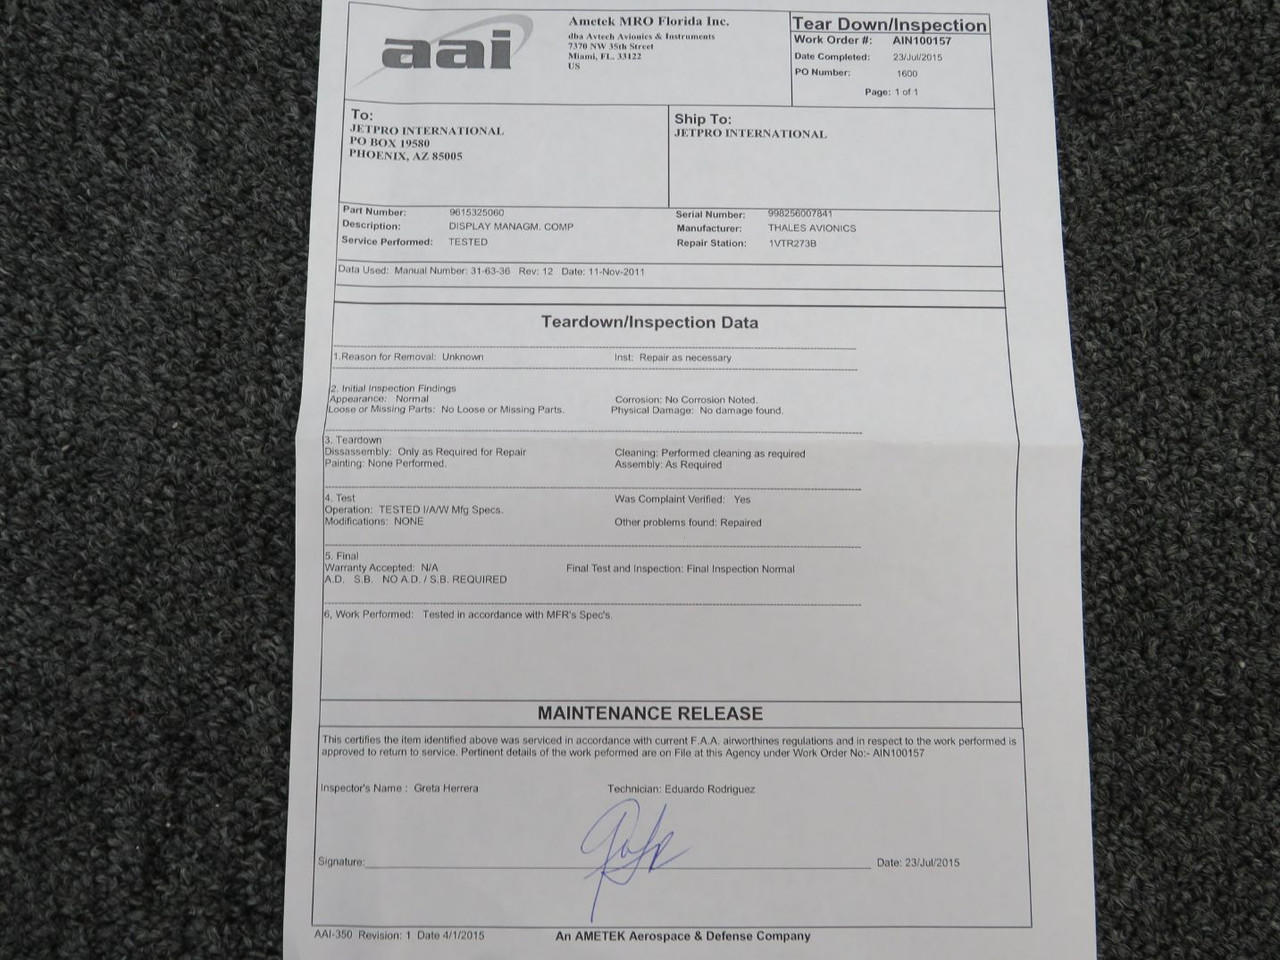 aai
Ametek MRO Florida Inc.
dba Avtech Avionics & Instruments
7370 NW 35th Street
Miami, FL. 33122
US
Tear Down/Inspection
Work Order #: AIN100157
Date Completed: 23/Jul/2015
PO Number: 1600
Page: 1 of 1
To:
JETPRO INTERNATIONAL
PO BOX 19580
PHOENIX, AZ 85005
Ship To:
JETPRO INTERNATIONAL
Part Number: 9615325060 Serial Number: 998256007841
Description: DISPLAY MANAGM. COMP Manufacturer: THALES AVIONICS
Service Performed: TESTED Repair Station: 1VTR273B
Data Used: Manual Number: 31-63-36 Rev: 12 Date: 11-Nov-2011
Teardown/Inspection Data
1.Reason for Removal: Unknown Inst: Repair as necessary
2. Initial Inspection Findings
Appearance: Normal Corrosion: No Corrosion Noted.
Loose or Missing Parts: No Loose or Missing Parts. Physical Damage: No damage found.
3. Teardown
Dissassembly: Only as Required for Repair Cleaning: Performed cleaning as required
Painting: None Performed. Assembly: As Required
4. Test Was Complaint Verified: Yes
Operation: TESTED I/A/W Mfg Specs.
Modifications: NONE Other problems found: Repaired
5. Final
Warranty Accepted: N/A Final Test and Inspection: Final Inspection Normal
A.D. S.B. NO A.D. / S.B. REQUIRED
6, Work Performed: Tested in accordance with MFR's Spec's.
MAINTENANCE RELEASE
This certifies the item identified above was serviced in accordance with current F.A.A. airworthines regulations and in respect to the work performed is
approved to return to service. Pertinent details of the work peformed are on File at this Agency under Work Order No:- AIN100157
Inspector's Name : Greta Herrera Technician: Eduardo Rodriguez
Signature: Date: 23/Jul/2015
AAI-350 Revision: 1 Date 4/1/2015 An AMETEK Aerospace & Defense Company